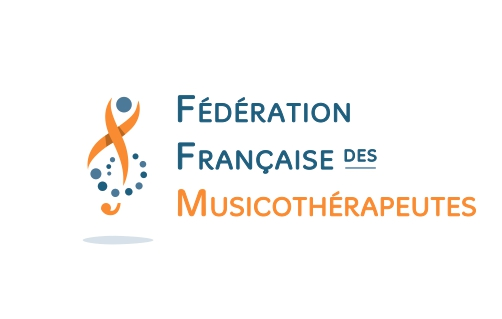 Fédération
Française des
Musicothérapeutes